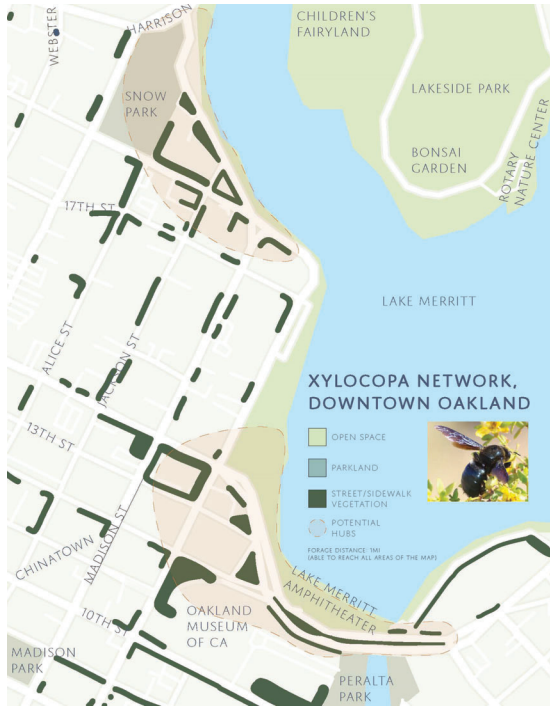 HARRISON
WEBSTER
CHILDREN'S
FAIRYLAND
SNOW
PARK
LAKESIDE PARK
BONSAI
GARDEN
ROTARY
NATURE CENTER
17TH ST
LAKE MERRITT
ALICE ST
JACKSON ST
XYLOCOPA NETWORK,
DOWNTOWN OAKLAND
OPEN SPACE
PARKLAND
STREET/SIDEWALK
VEGETATION
POTENTIAL
HUBS
FORAGE DISTANCE: 1MI
(ABLE TO REACH ALL AREAS OF THE MAP)
13TH ST
MADISON ST
CHINATOWN
LAKE MERRITT
AMPHITHEATER
10TH ST
OAKLAND
MUSEUM
OF CA
MADISON
PARK
PERALTA
PARK